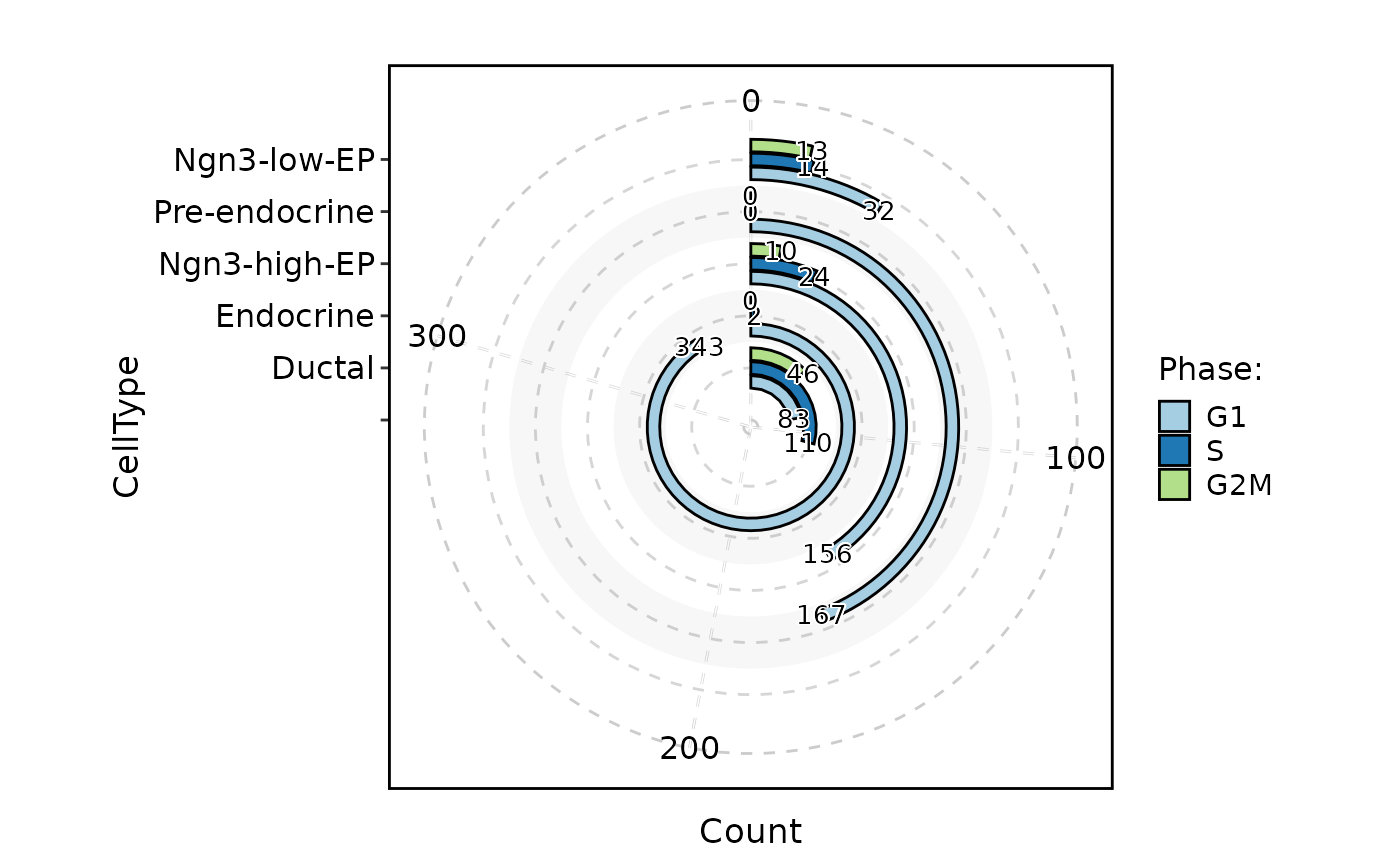 0
Ngn3-low-EP
13
14
Pre-endocrine
0
0
32
Ngn3-high-EP
10
24
Endocrine
0
2
300
343
Ductal
46
83
110
100
156
167
200
CellType
Count
Phase:
G1
S
G2M